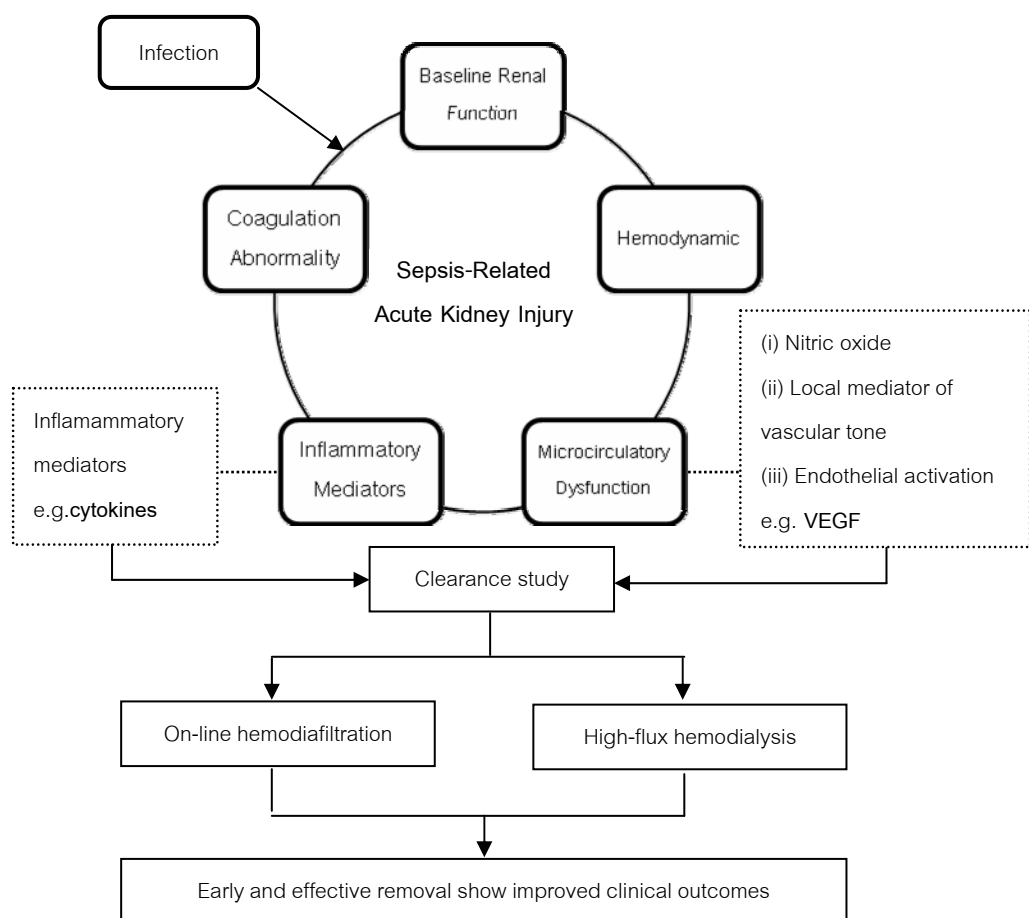 Infection
Baseline Renal
Function
Coagulation
Abnormality
Hemodynamic
Sepsis-Related
Acute Kidney Injury
(i) Nitric oxide
(ii) Local mediator of
vascular tone
(iii) Endothelial activation
e.g. VEGF
Inflamammatory
mediators
e.g.cytokines
Inflammatory
Mediators
Microcirculatory
Dysfunction
Clearance study
On-line hemodiafiltration
High-flux hemodialysis
Early and effective removal show improved clinical outcomes